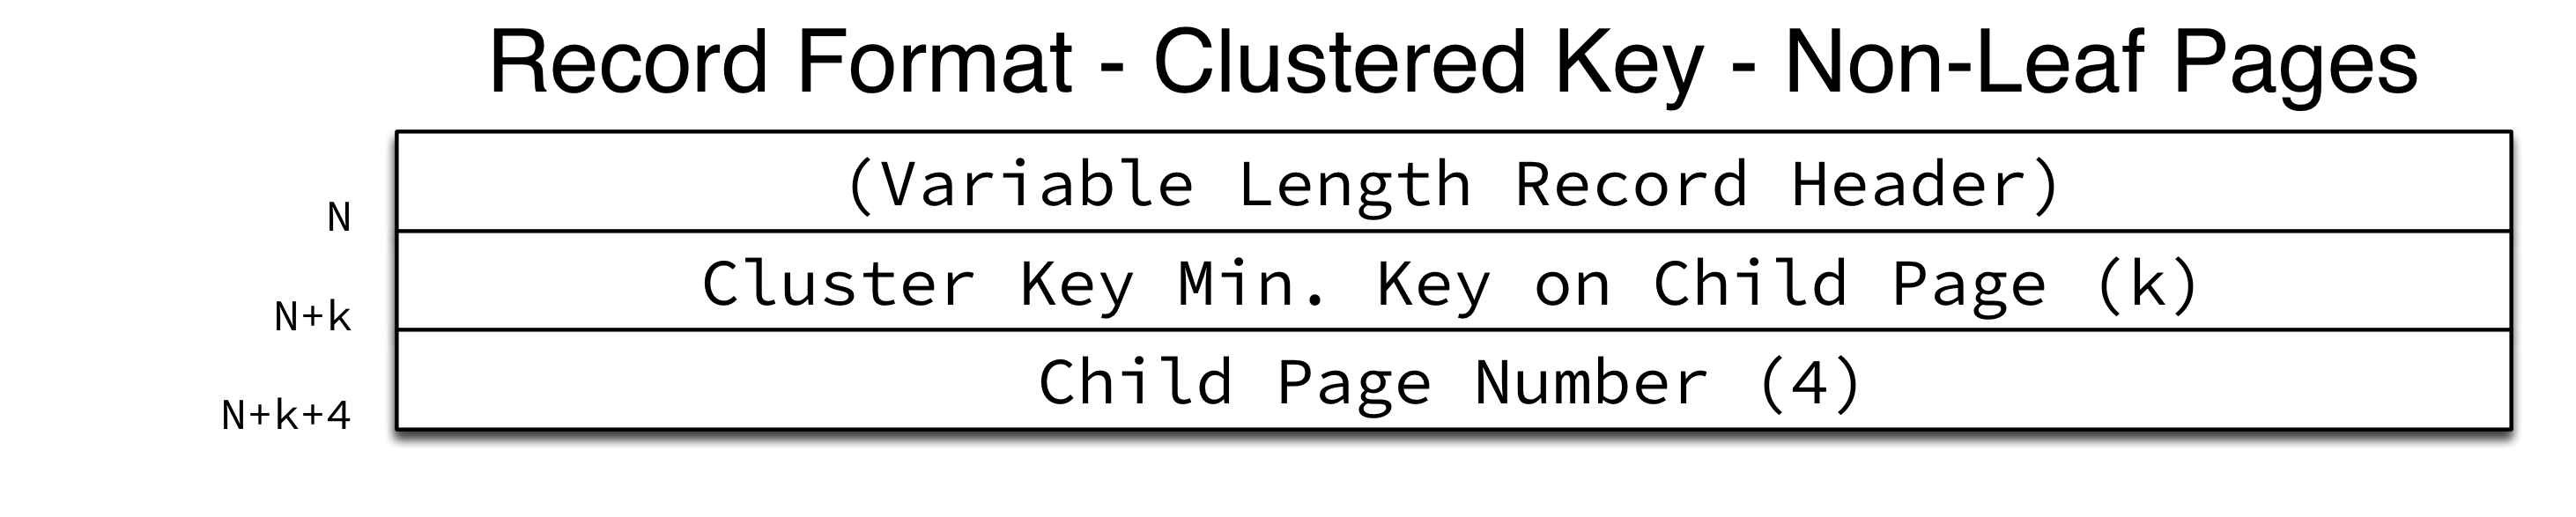 Record Format - Clustered Key - Non-Leaf Pages
(Variable Length Record Header)
N
Cluster Key Min. Key on Child Page (k)
N+k
Child Page Number (4)
N+k+4